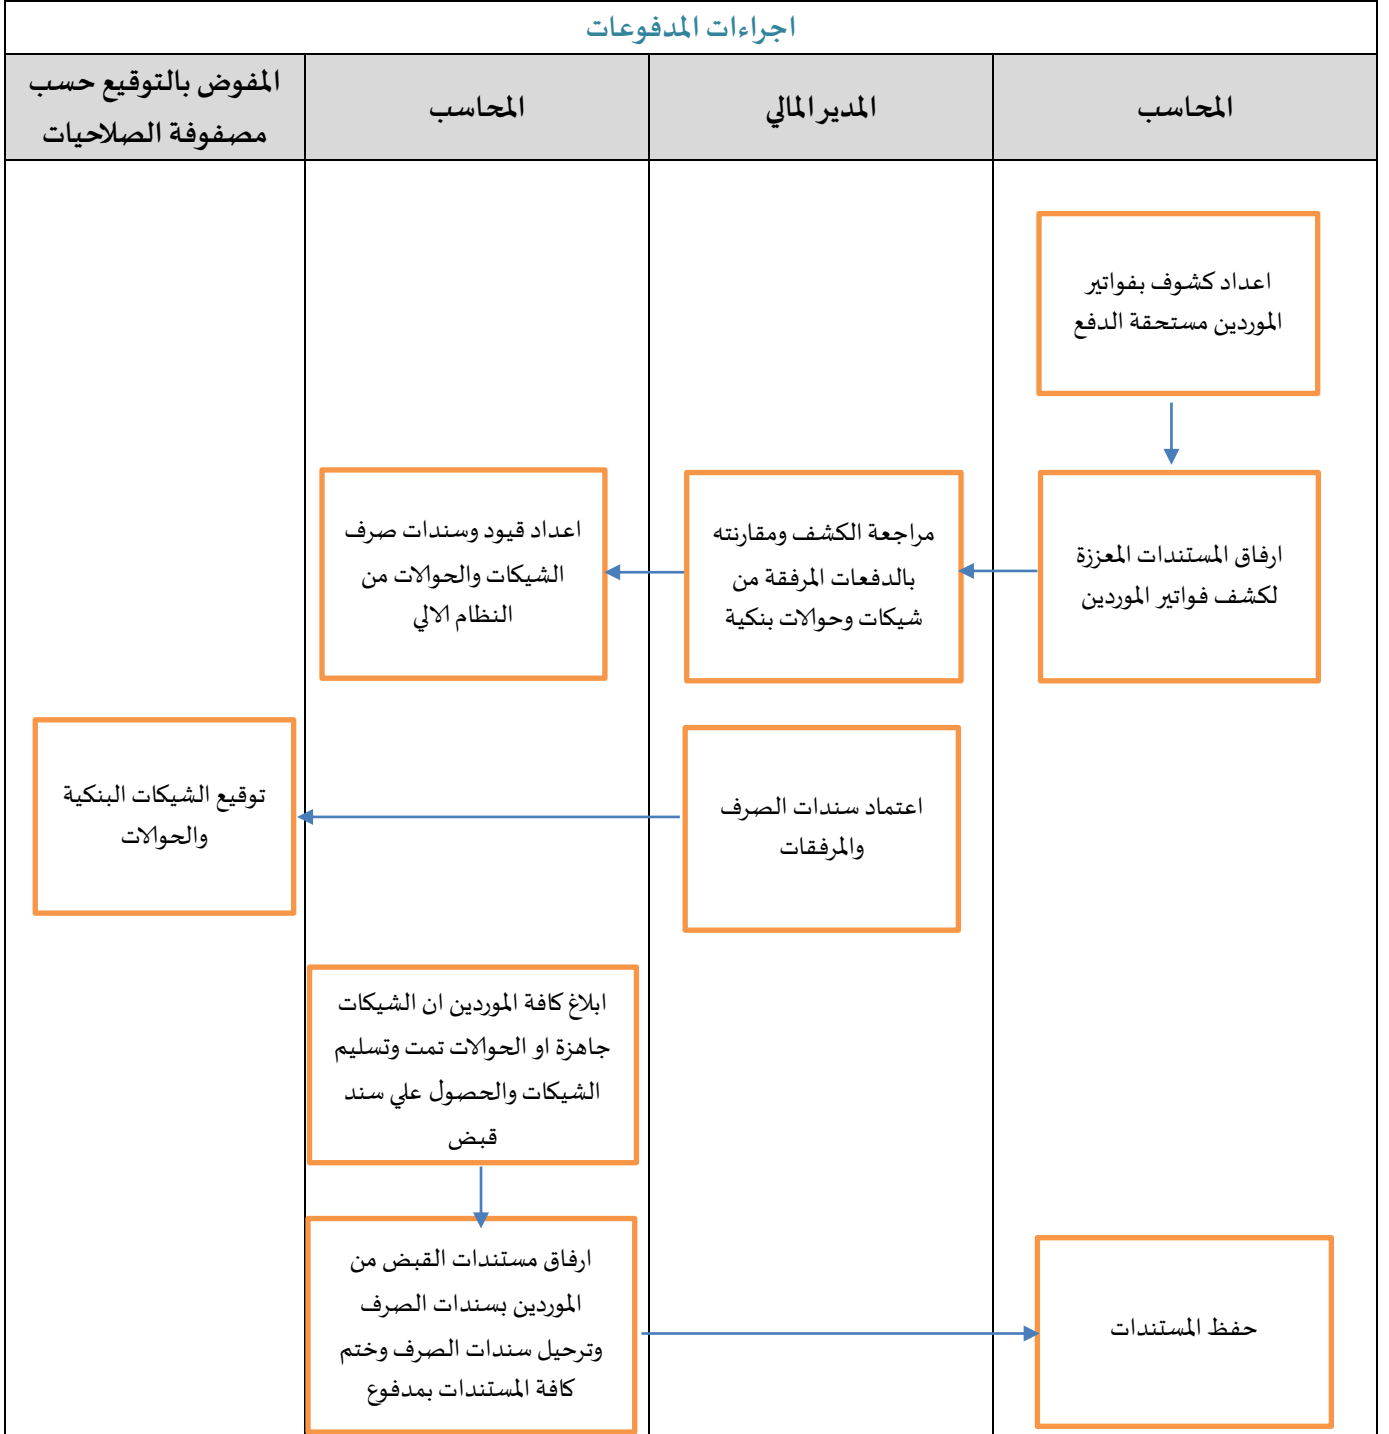 اجراءات المدفوعات
المحاسب
المدير المالي
المحاسب
المفوض بالتوقيع حسب
مصفوفة الصلاحيات
اعداد كشوف بفواتير
الموردين مستحقة الدفع
ارفاق المستندات المعززة
لكشف فواتير الموردين
مراجعة الكشف ومقارنته
بالدفعات المرفقة من
شيكات وحوالات بنكية
اعداد قيود وسندات صرف
الشيكات والحوالات من
النظام الالي
اعتماد سندات الصرف
والمرفقات
توقيع الشيكات البنكية
والحوالات
ابلاغ كافة الموردين ان الشيكات
جاهزة او الحوالات تمت وتسليم
الشيكات والحصول علي سند
قبض
ارفاق مستندات القبض من
الموردين بسندات الصرف
وترحيل سندات الصرف وختم
كافة المستندات بمدفوع
حفظ المستندات